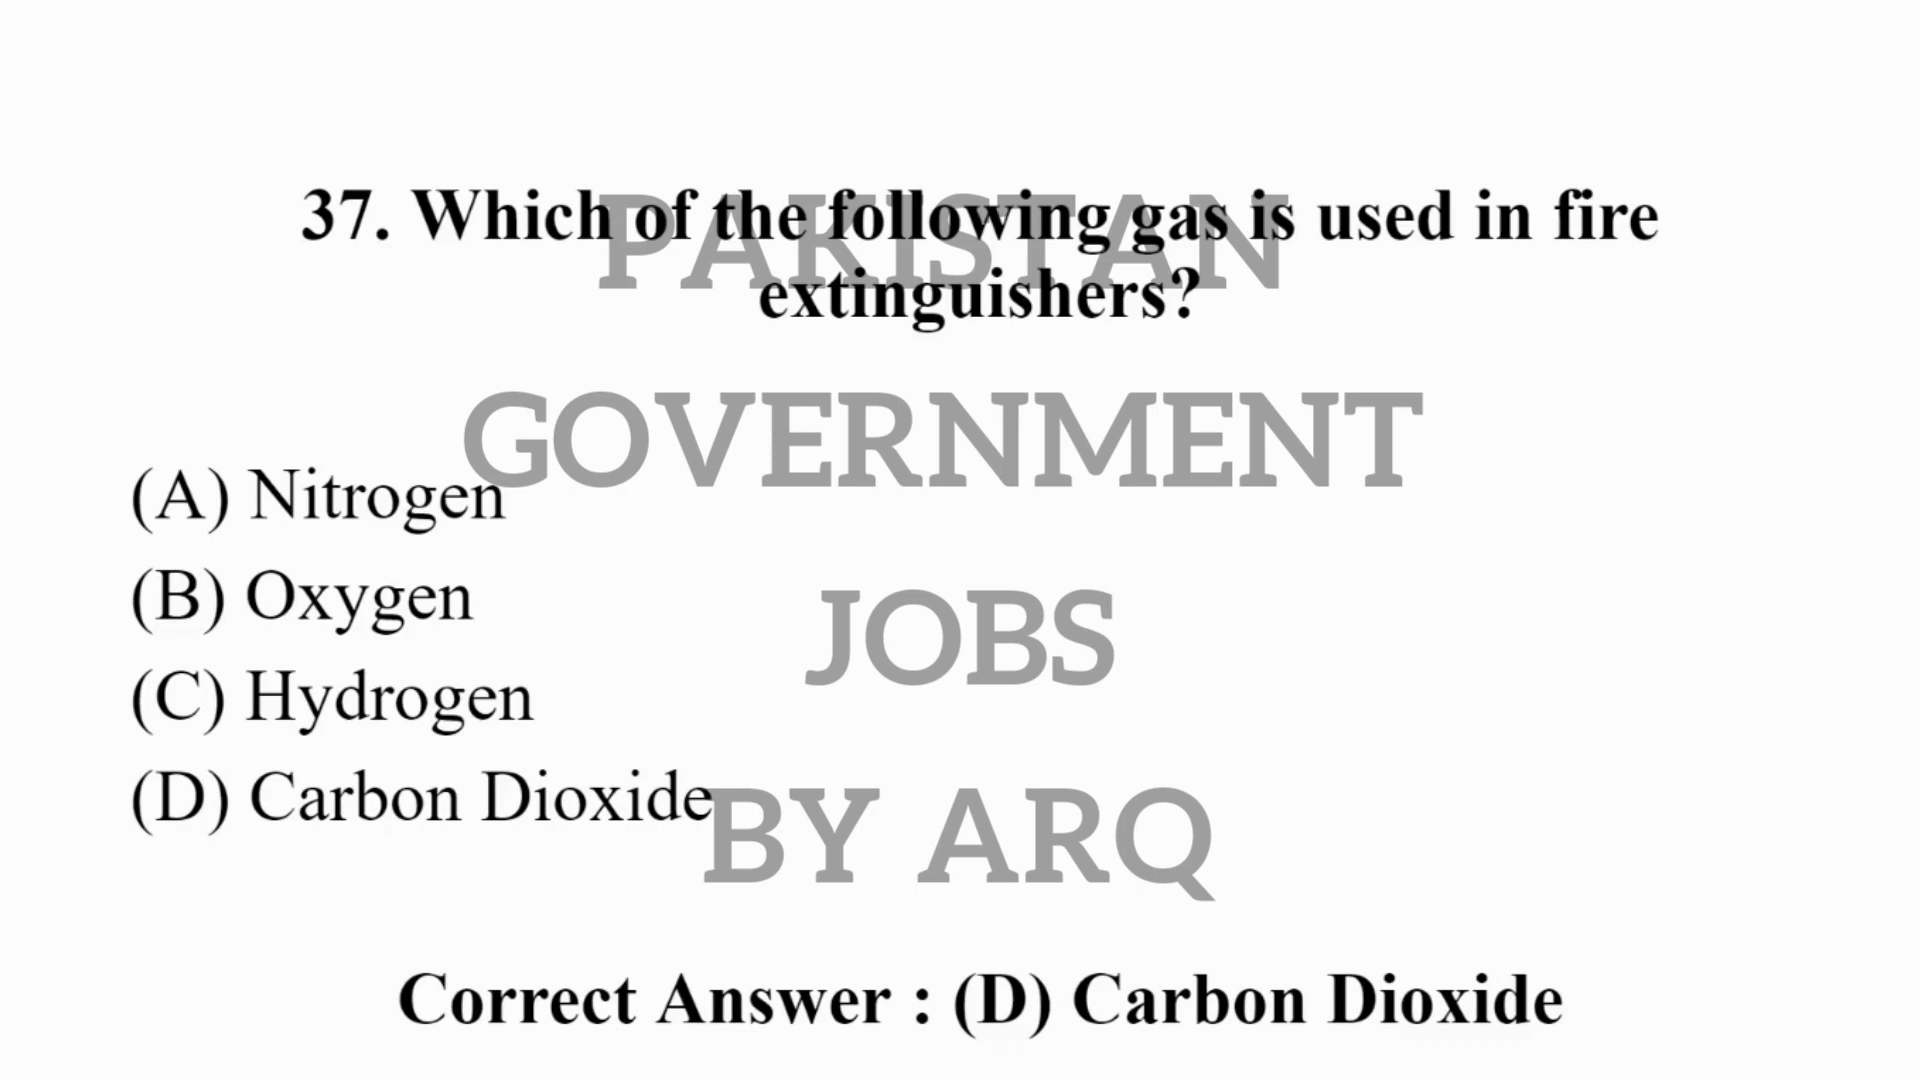 37. Which of the following gas is used in fire
extinguishers?
PAKISTAN
GOVERNMENT
JOBS
BY ARQ
(A) Nitrogen
(B) Oxygen
(C) Hydrogen
(D) Carbon Dioxide
Correct Answer : (D) Carbon Dioxide